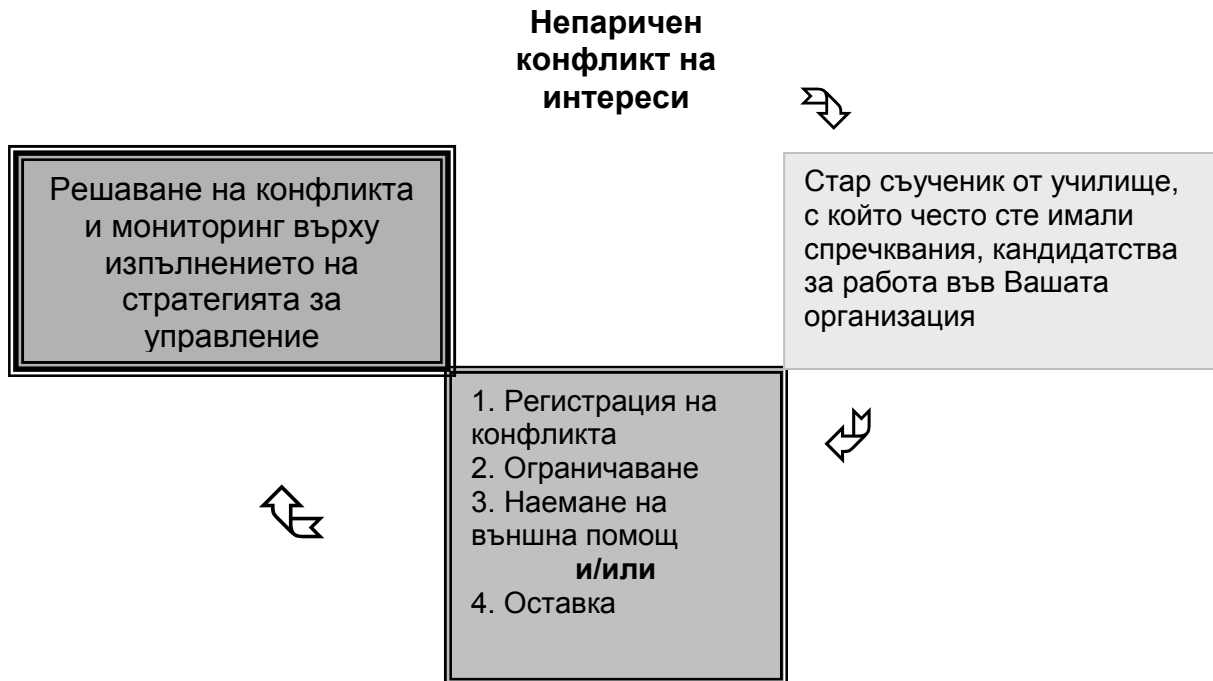 Непаричен
конфликт на
интереси
Стар съученик от училище,
с който често сте имали
спречквания, кандидатства
за работа във Вашата
организация
1. Регистрация на
конфликта
2. Ограничаване
3. Наемане на
външна помощ
и/или
4. Оставка
Решаване на конфликта
и мониторинг върху
изпълнението на
стратегията за
управление